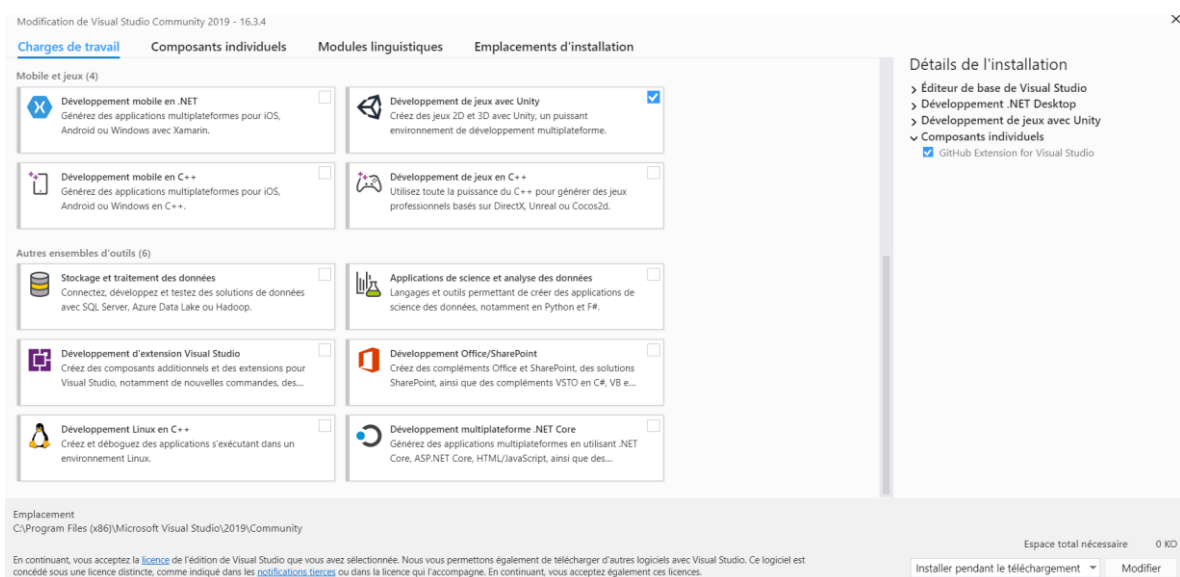 Modification de Visual Studio Community 2019 - 16.3.4
Charges de travail
Composants individuels
Modules linguistiques
Emplacements d'installation
Mobile et jeux (4)
Développement mobile en .NET
Générez des applications multiplateformes pour iOS,
Android ou Windows avec Xamarin.
Développement de jeux avec Unity
Créez des jeux 2D et 3D avec Unity, un puissant
environnement de développement multiplateforme.
Développement mobile en C++
Générez des applications multiplateformes pour iOS,
Android ou Windows en C++.
Développement de jeux en C++
Utilisez toute la puissance du C++ pour générer des jeux
professionnels basés sur DirectX, Unreal ou Cocos2d.
Autres ensembles d'outils (6)
Stockage et traitement des données
Connectez, développez et testez des solutions de données
avec SQL Server, Azure Data Lake ou Hadoop.
Applications de science et analyse des données
Langages et outils permettant de créer des applications de
science des données, notamment en Python et F#.
Développement d'extension Visual Studio
Créez des composants additionnels et des extensions pour
Visual Studio, notamment de nouvelles commandes, des...
Développement Office/SharePoint
Créez des compléments Office et SharePoint, des solutions
SharePoint, ainsi que des compléments VSTO en C#, VB e...
Développement Linux en C++
Créez et déboguez des applications s'exécutant dans un
environnement Linux.
Développement multiplateforme .NET Core
Générez des applications multiplateformes en utilisant .NET
Core, ASP.NET Core, HTML/JavaScript, ainsi que des...
Détails de l'installation
Éditeur de base de Visual Studio
Développement .NET Desktop
Développement de jeux avec Unity
Composants individuels
GitHub Extension for Visual Studio
Emplacement
C:\Program Files (x86)\Microsoft Visual Studio\2019\Community
En continuant, vous acceptez la licence de l'édition de Visual Studio que vous avez sélectionnée. Nous vous permettons également de télécharger d'autres logiciels avec Visual Studio. Ce logiciel est
concédé sous une licence distincte, comme indiqué dans les notifications tierces ou dans la licence qui l'accompagne. En continuant, vous acceptez également ces licences.
Espace total nécessaire 0 KO
Installer pendant le téléchargement
Modifier